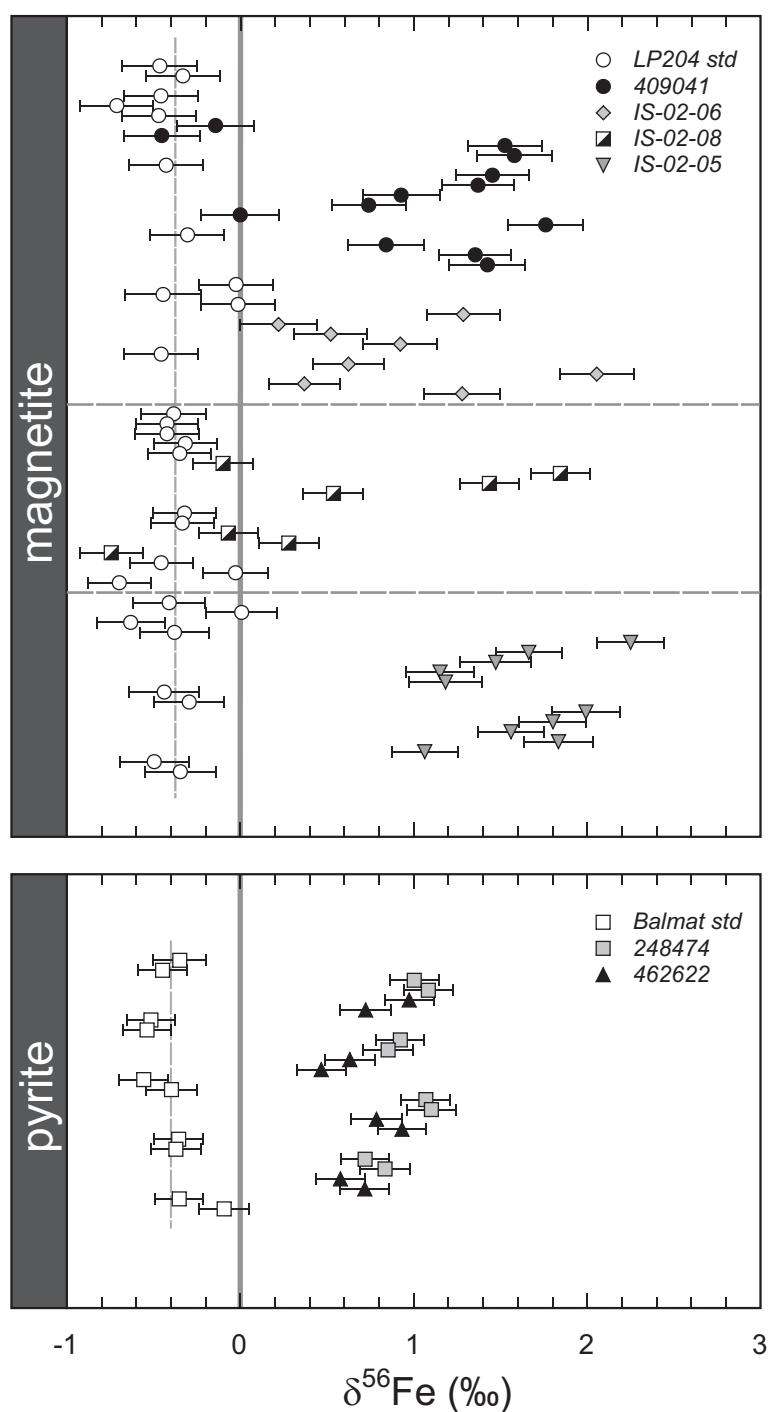 magnetite
LP204 std
409041
IS-02-06
IS-02-08
IS-02-05
pyrite
Balmat std
248474
462622
-1 0 1 2 3
δ⁵⁶Fe (‰)